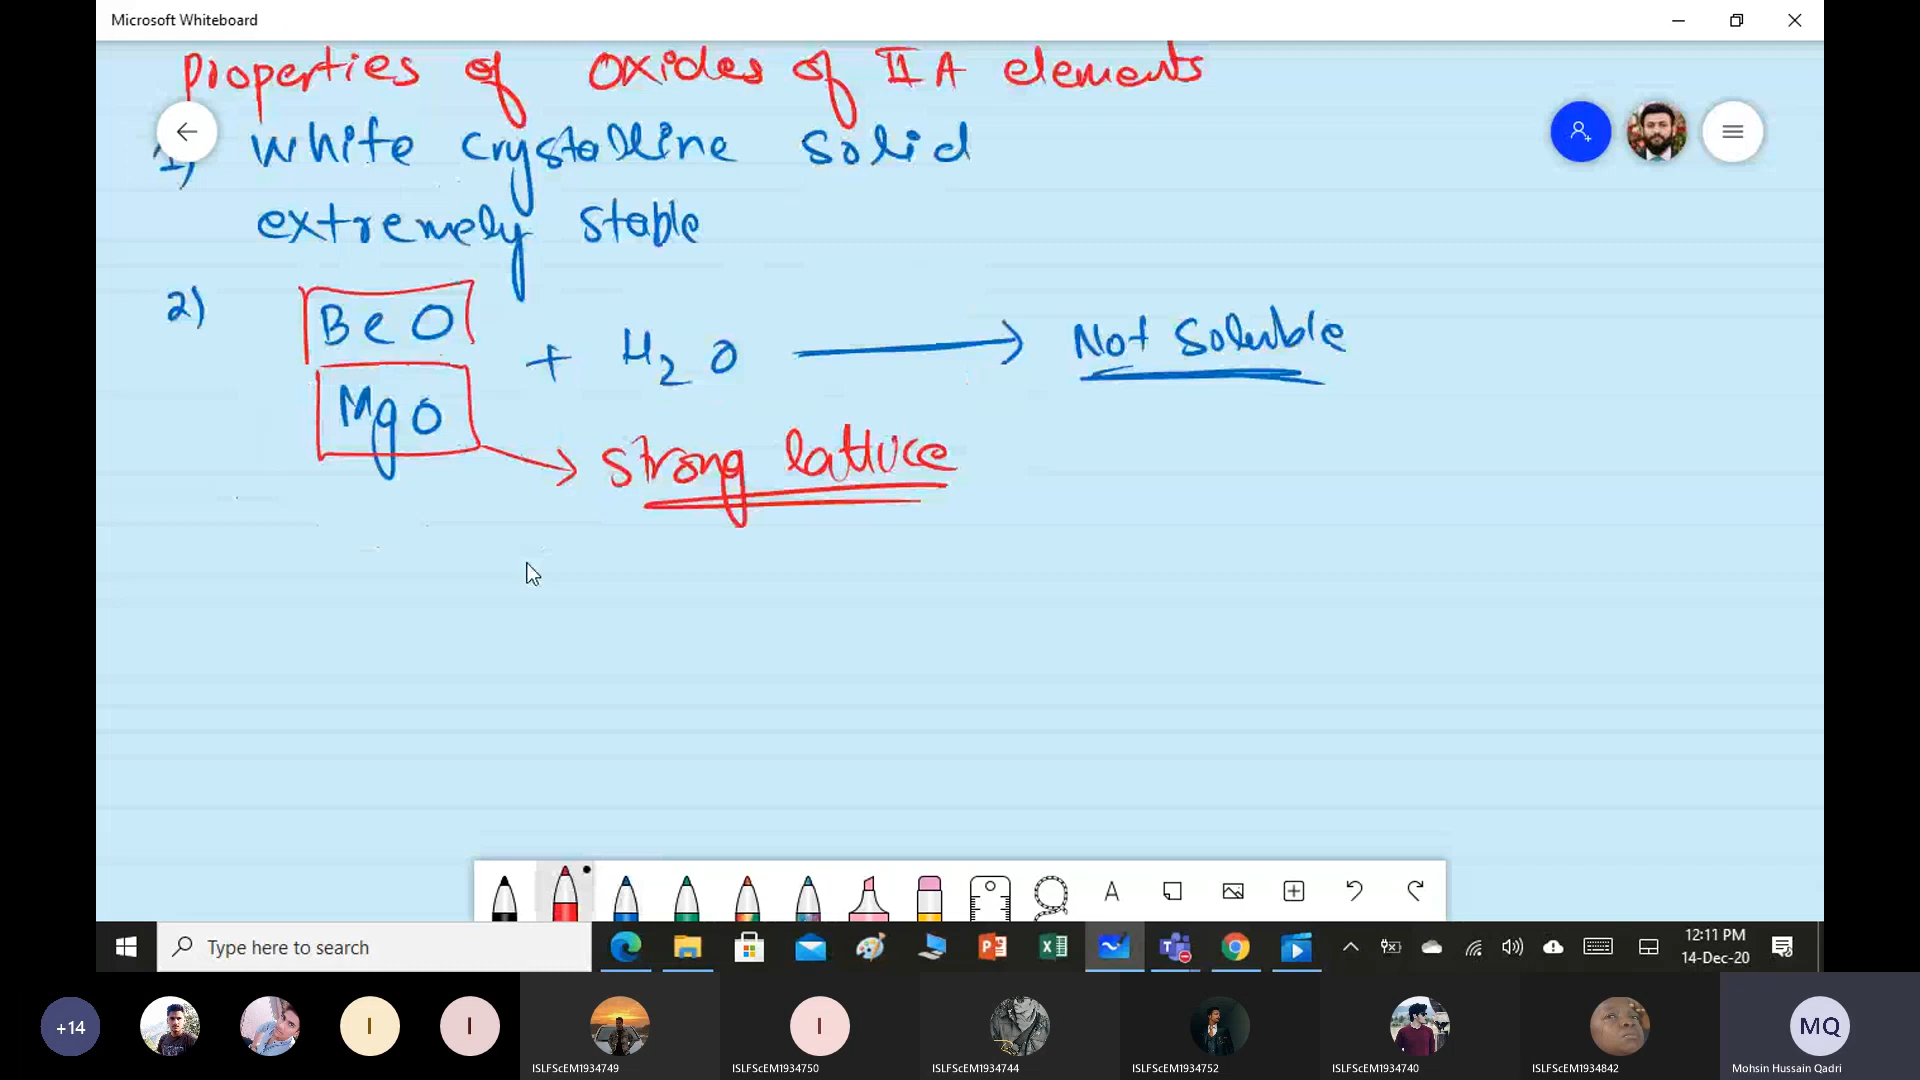 Microsoft Whiteboard
properties of oxides of IIA elements
1) white crystalline solid
extremely stable
2) BeO + H2O → Not Soluble
MgO
→ strong lattuce
A
Type here to search
12:11 PM
14-Dec-20
+14
I
I
ISLFScEM1934749
I
ISLFScEM1934750
ISLFScEM1934744
ISLFScEM1934752
ISLFScEM1934740
ISLFScEM1934842
MQ
Mohsin Hussain Qadri